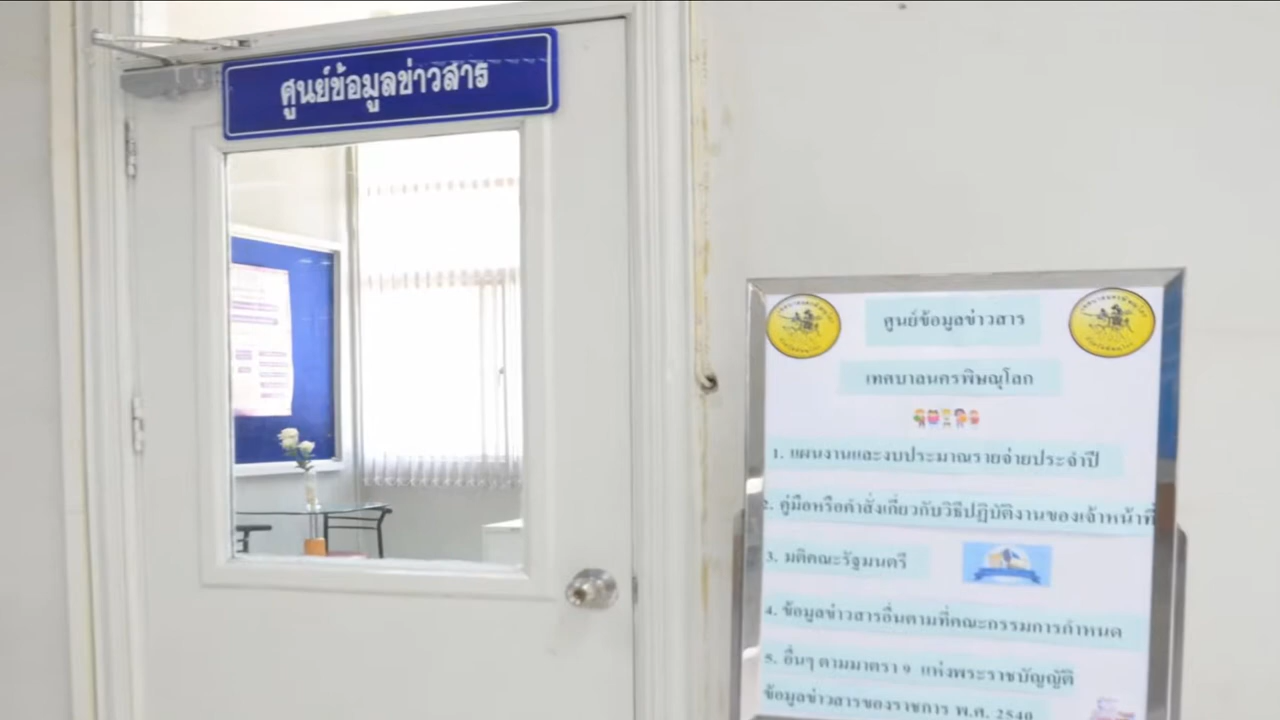 ศูนย์ข้อมูลข่าวสาร
ศูนย์ข้อมูลข่าวสาร
เทศบาลนครพิษณุโลก
1. แผนงานและงบประมาณรายจ่ายประจำปี
2. คู่มือหรือคำสั่งเกี่ยวกับวิธีปฏิบัติงานของเจ้าหน้าที่
3. มติคณะรัฐมนตรี
4. ข้อมูลข่าวสารอื่นตามที่คณะกรรมการกำหนด
5. อื่นๆ ตามมาตรา 9 แห่งพระราชบัญญัติ
ข้อมูลข่าวสารของราชการ พ.ศ. 2540